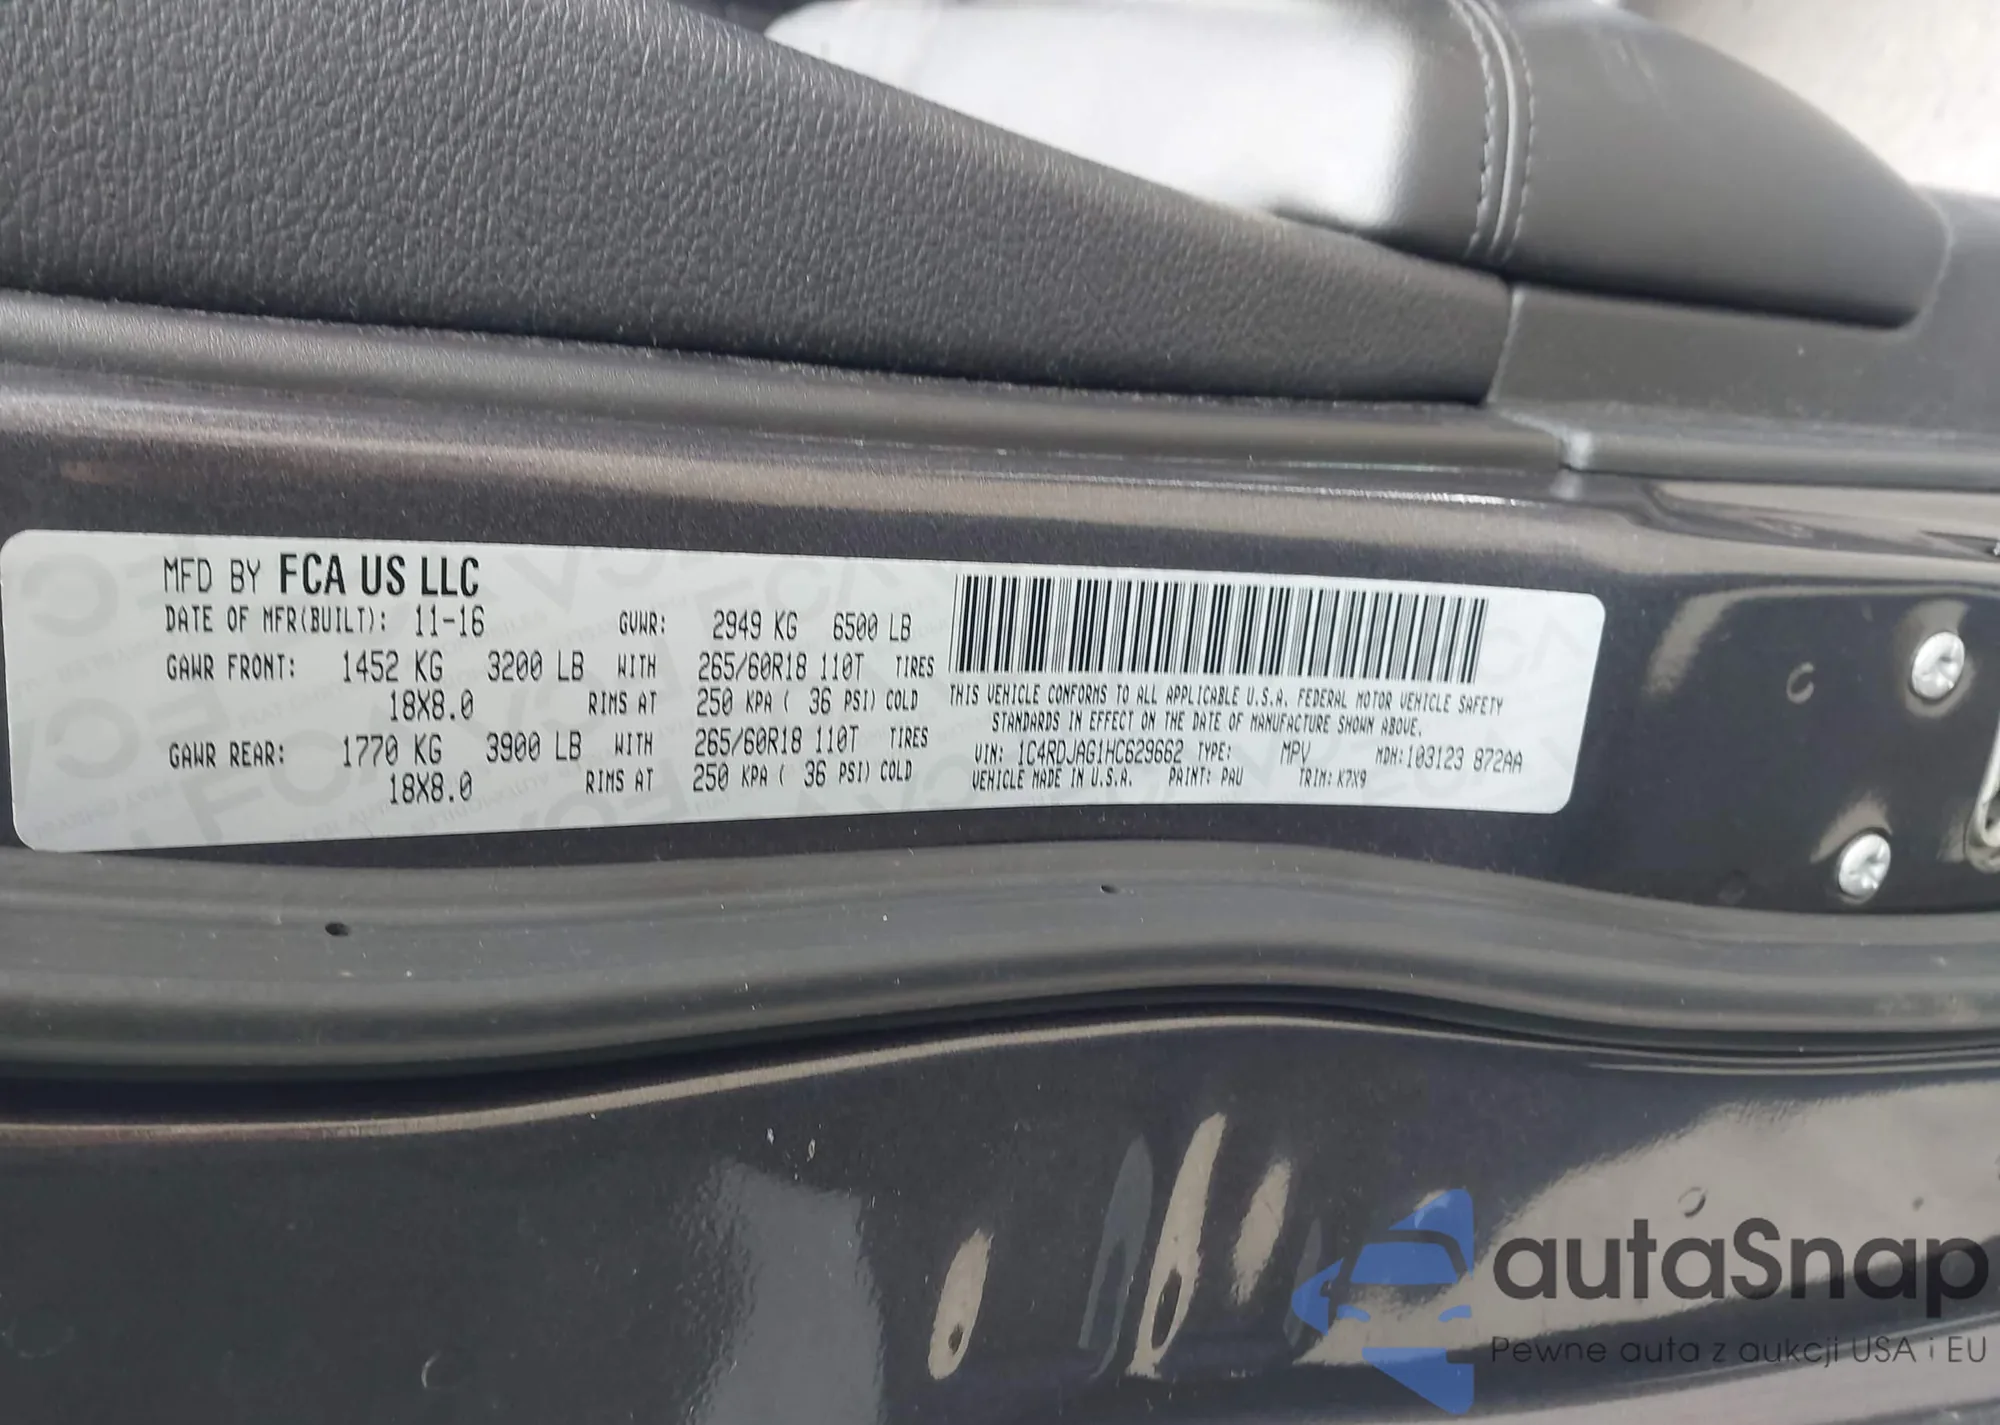 MFD BY FCA US LLC
DATE OF MFR(BUILT): 11-16 GVWR: 2949 KG 6500 LB
GAWR FRONT: 1452 KG 3200 LB WITH 265/60R18 110T TIRES
18X8.0 RIMS AT 250 KPA ( 36 PSI) COLD
GAWR REAR: 1770 KG 3900 LB WITH 265/60R18 110T TIRES
18X8.0 RIMS AT 250 KPA ( 36 PSI) COLD
THIS VEHICLE CONFORMS TO ALL APPLICABLE U.S.A. FEDERAL MOTOR VEHICLE SAFETY
STANDARDS IN EFFECT ON THE DATE OF MANUFACTURE SHOWN ABOVE.
VIN: 1C4RDJAG1HC629662 TYPE: MPV MDH: 103123 872AA
VEHICLE MADE IN U.S.A. PAINT: PAU TRIM: K7X9
autaSnap
Pewne auta z aukcji USA i EU